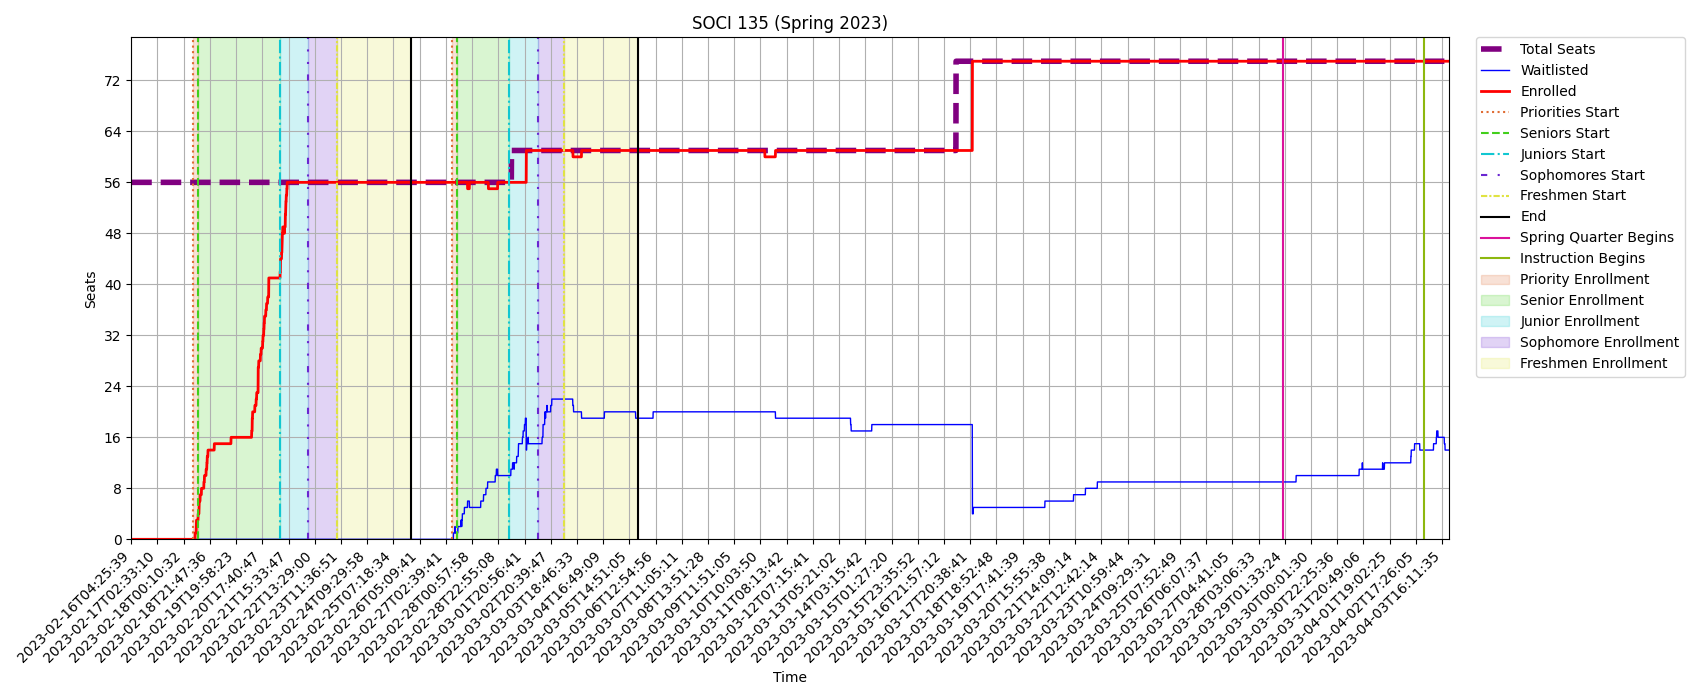 SOCI 135 (Spring 2023)
Total Seats
Waitlisted
Enrolled
Priorities Start
Seniors Start
Juniors Start
Sophomores Start
Freshmen Start
End
Spring Quarter Begins
Instruction Begins
Priority Enrollment
Senior Enrollment
Junior Enrollment
Sophomore Enrollment
Freshmen Enrollment
Seats
72
64
56
48
40
32
24
16
8
0
2023-02-16T04:25:39
2023-02-17T02:33:10
2023-02-18T00:10:32
2023-02-18T21:47:36
2023-02-19T19:58:23
2023-02-20T17:40:47
2023-02-21T15:33:47
2023-02-22T13:29:00
2023-02-23T11:36:51
2023-02-24T09:29:58
2023-02-25T07:18:34
2023-02-26T05:09:41
2023-02-27T02:39:41
2023-02-28T00:57:58
2023-02-28T22:55:08
2023-03-01T20:56:41
2023-03-02T20:39:47
2023-03-03T18:46:33
2023-03-04T16:49:09
2023-03-05T14:51:05
2023-03-06T12:54:56
2023-03-07T11:05:11
2023-03-08T13:51:28
2023-03-09T11:51:05
2023-03-10T10:03:50
2023-03-11T08:13:42
2023-03-12T07:15:41
2023-03-13T05:21:02
2023-03-14T03:15:42
2023-03-15T01:27:20
2023-03-15T23:35:52
2023-03-16T21:57:12
2023-03-17T20:38:41
2023-03-18T18:52:48
2023-03-19T17:41:39
2023-03-20T15:55:38
2023-03-21T14:09:14
2023-03-22T12:42:14
2023-03-23T10:59:44
2023-03-24T09:29:31
2023-03-25T07:52:49
2023-03-26T06:07:37
2023-03-27T04:41:05
2023-03-28T03:06:33
2023-03-29T01:33:24
2023-03-30T00:01:30
2023-03-30T22:25:36
2023-03-31T20:49:06
2023-04-01T19:02:25
2023-04-02T17:26:05
2023-04-03T16:11:35
Time